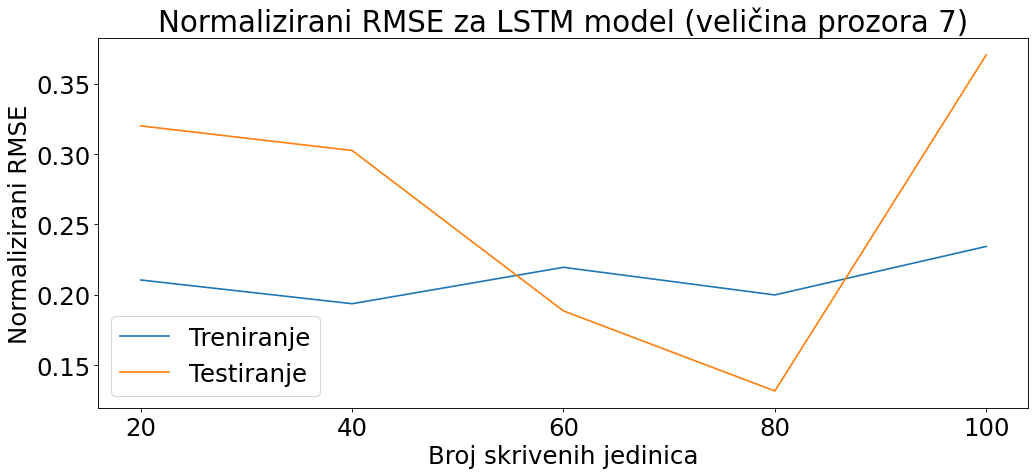 Normalizirani RMSE za LSTM model (veličina prozora 7)
Normalizirani RMSE
0.35
0.30
0.25
0.20
0.15
Treniranje
Testiranje
20 40 60 80 100
Broj skrivenih jedinica